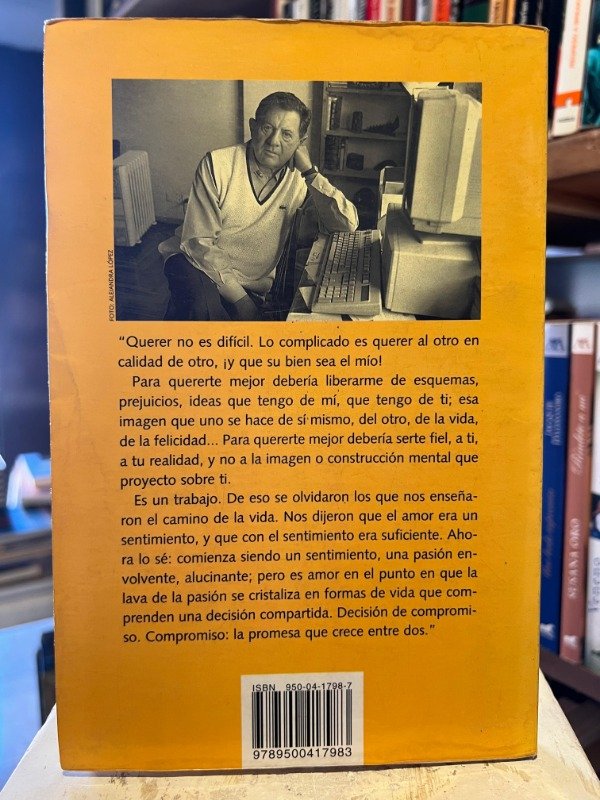 FOTO: ALEJANDRA LÓPEZ
“Querer no es difícil. Lo complicado es querer al otro en
calidad de otro, ¡y que su bien sea el mío!
Para quererte mejor debería liberarme de esquemas,
prejuicios, ideas que tengo de mí, que tengo de ti; esa
imagen que uno se hace de sí mismo, del otro, de la vida,
de la felicidad... Para quererte mejor debería serte fiel, a ti,
a tu realidad, y no a la imagen o construcción mental que
proyecto sobre ti.
Es un trabajo. De eso se olvidaron los que nos enseña-
ron el camino de la vida. Nos dijeron que el amor era un
sentimiento, y que con el sentimiento era suficiente. Aho-
ra lo sé: comienza siendo un sentimiento, una pasión en-
volvente, alucinante; pero es amor en el punto en que la
lava de la pasión se cristaliza en formas de vida que com-
prenden una decisión compartida. Decisión de compromi-
so. Compromiso: la promesa que crece entre dos.”
ISBN 950-04-1798-7
9789500417983